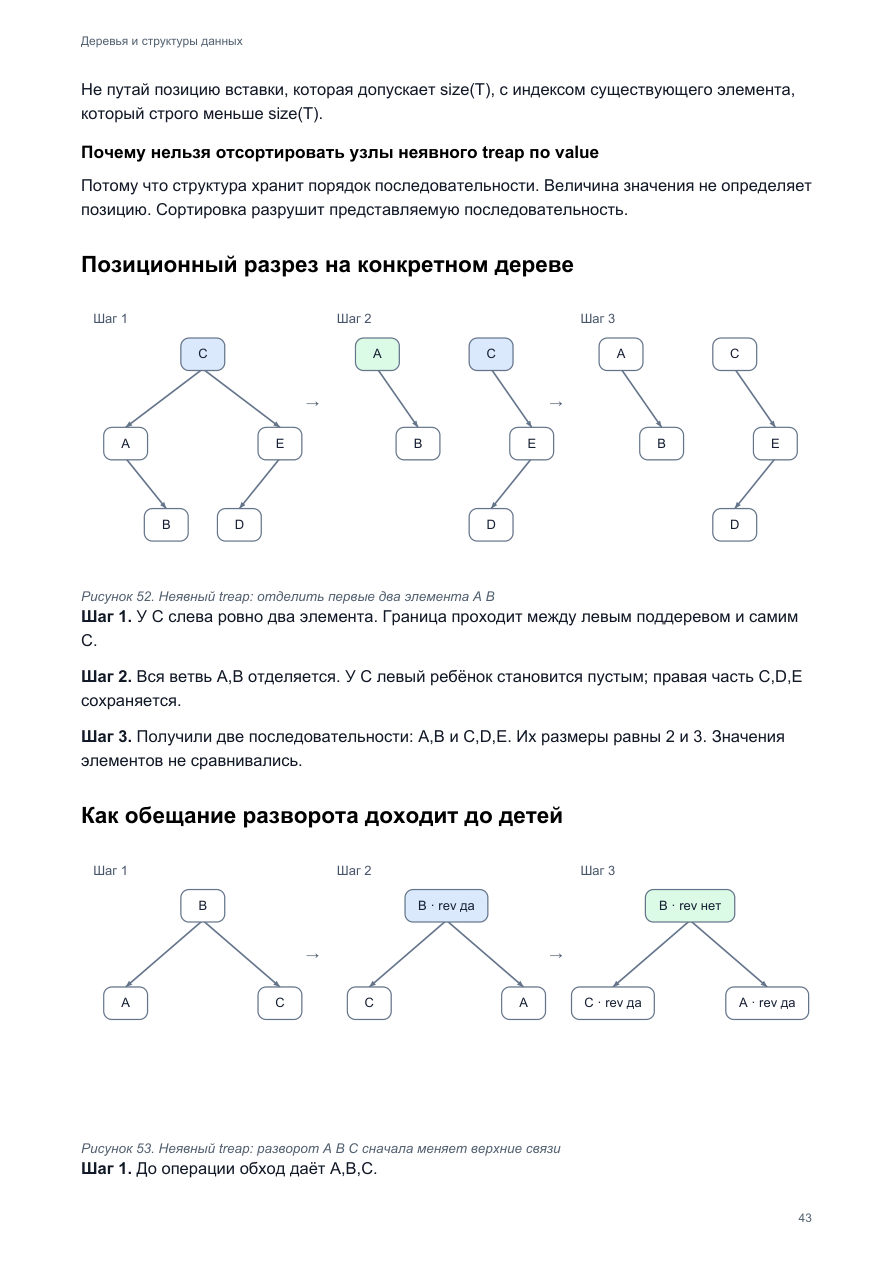 Деревья и структуры данных
Не путай позицию вставки, которая допускает size(T), с индексом существующего элемента,
который строго меньше size(T).
Почему нельзя отсортировать узлы неявного treap по value
Потому что структура хранит порядок последовательности. Величина значения не определяет
позицию. Сортировка разрушит представляемую последовательность.
Позиционный разрез на конкретном дереве
Шаг 1 Шаг 2 Шаг 3
C A C A C
→ →
A E B E B E
B D D D
Рисунок 52. Неявный treap: отделить первые два элемента A B
Шаг 1. У C слева ровно два элемента. Граница проходит между левым поддеревом и самим
C.
Шаг 2. Вся ветвь A,B отделяется. У C левый ребёнок становится пустым; правая часть C,D,E
сохраняется.
Шаг 3. Получили две последовательности: A,B и C,D,E. Их размеры равны 2 и 3. Значения
элементов не сравнивались.
Как обещание разворота доходит до детей
Шаг 1 Шаг 2 Шаг 3
B B · rev да B · rev нет
→ →
A C C A C · rev да A · rev да
Рисунок 53. Неявный treap: разворот A B C сначала меняет верхние связи
Шаг 1. До операции обход даёт A,B,C.
43